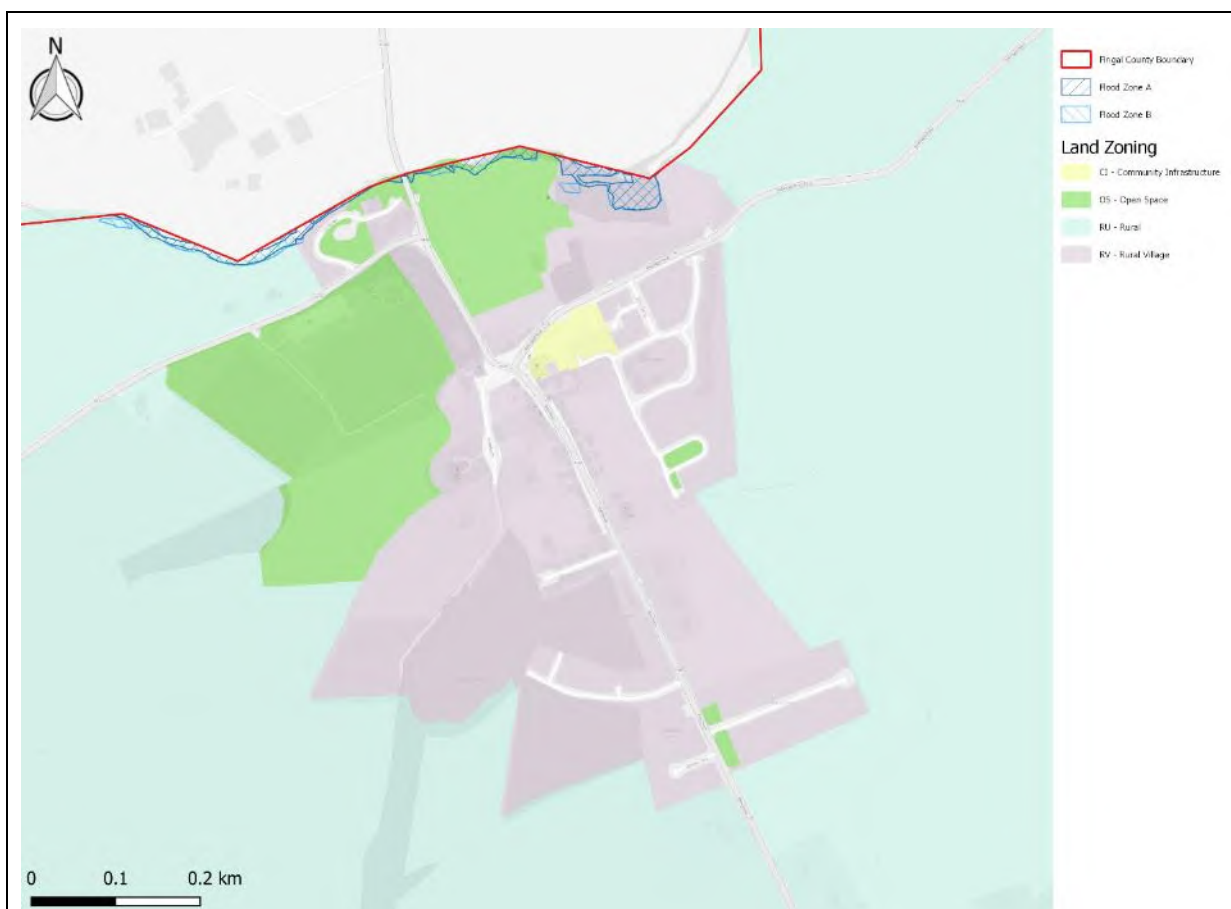 N
Fingal County Boundary
Flood Zone A
Flood Zone B
Land Zoning
CI - Community Infrastructure
OS - Open Space
RU - Rural
RV - Rural Village
0 0.1 0.2 km